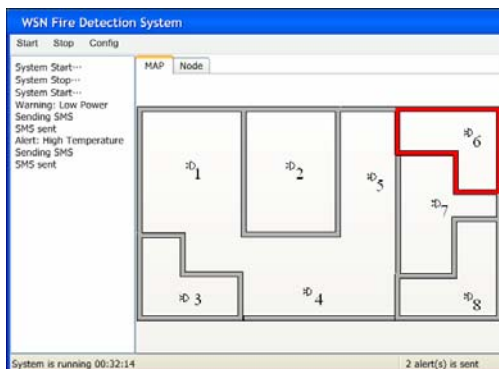 WSN Fire Detection System
Start Stop Config
System Start...
System Stop...
System Start...
Warning: Low Power
Sending SMS
SMS sent
Alert: High Temperature
Sending SMS
SMS sent
MAP Node
1
2
5
6
7
3
4
8
System is running 00:32:14
2 alert(s) is sent